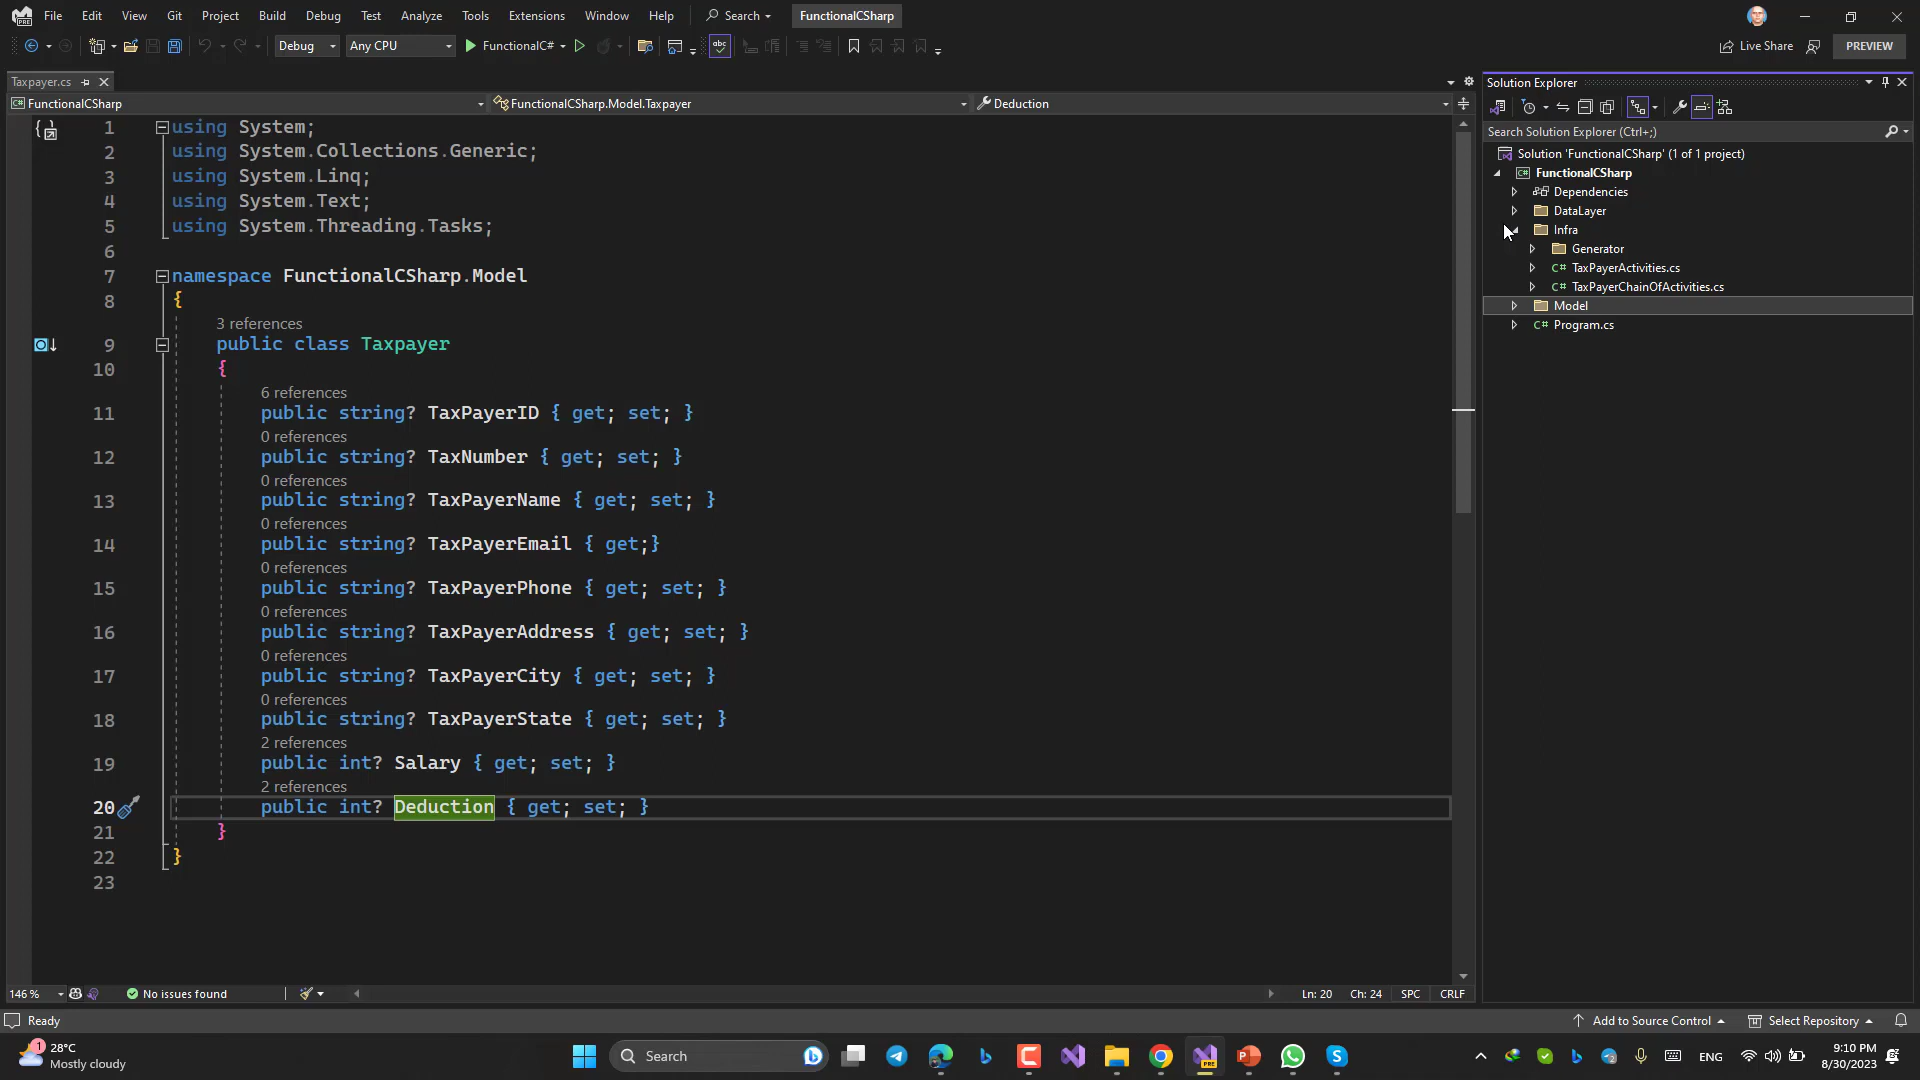 File Edit View Git Project Build Debug Test Analyze Tools Extensions Window Help Search FunctionalCSharp
Debug Any CPU FunctionalC# abc Live Share PREVIEW
Taxpayer.cs
FunctionalCSharp FunctionalCSharp.Model.Taxpayer Deduction
1 using System;
2 using System.Collections.Generic;
3 using System.Linq;
4 using System.Text;
5 using System.Threading.Tasks;
6
7 namespace FunctionalCSharp.Model
8 {
3 references
9 public class Taxpayer
10 {
6 references
11 public string? TaxPayerID { get; set; }
0 references
12 public string? TaxNumber { get; set; }
0 references
13 public string? TaxPayerName { get; set; }
0 references
14 public string? TaxPayerEmail { get;}
0 references
15 public string? TaxPayerPhone { get; set; }
0 references
16 public string? TaxPayerAddress { get; set; }
0 references
17 public string? TaxPayerCity { get; set; }
0 references
18 public string? TaxPayerState { get; set; }
2 references
19 public int? Salary { get; set; }
2 references
20 public int? Deduction { get; set; }
21 }
22 }
23
146 % No issues found Ln: 20 Ch: 24 SPC CRLF
Solution Explorer
Search Solution Explorer (Ctrl+;)
Solution 'FunctionalCSharp' (1 of 1 project)
C# FunctionalCSharp
Dependencies
DataLayer
Infra
Generator
C# TaxPayerActivities.cs
C# TaxPayerChainOfActivities.cs
Model
C# Program.cs
Ready Add to Source Control Select Repository
1 28°C
Mostly cloudy
Search
PRE
ENG
9:10 PM
8/30/2023